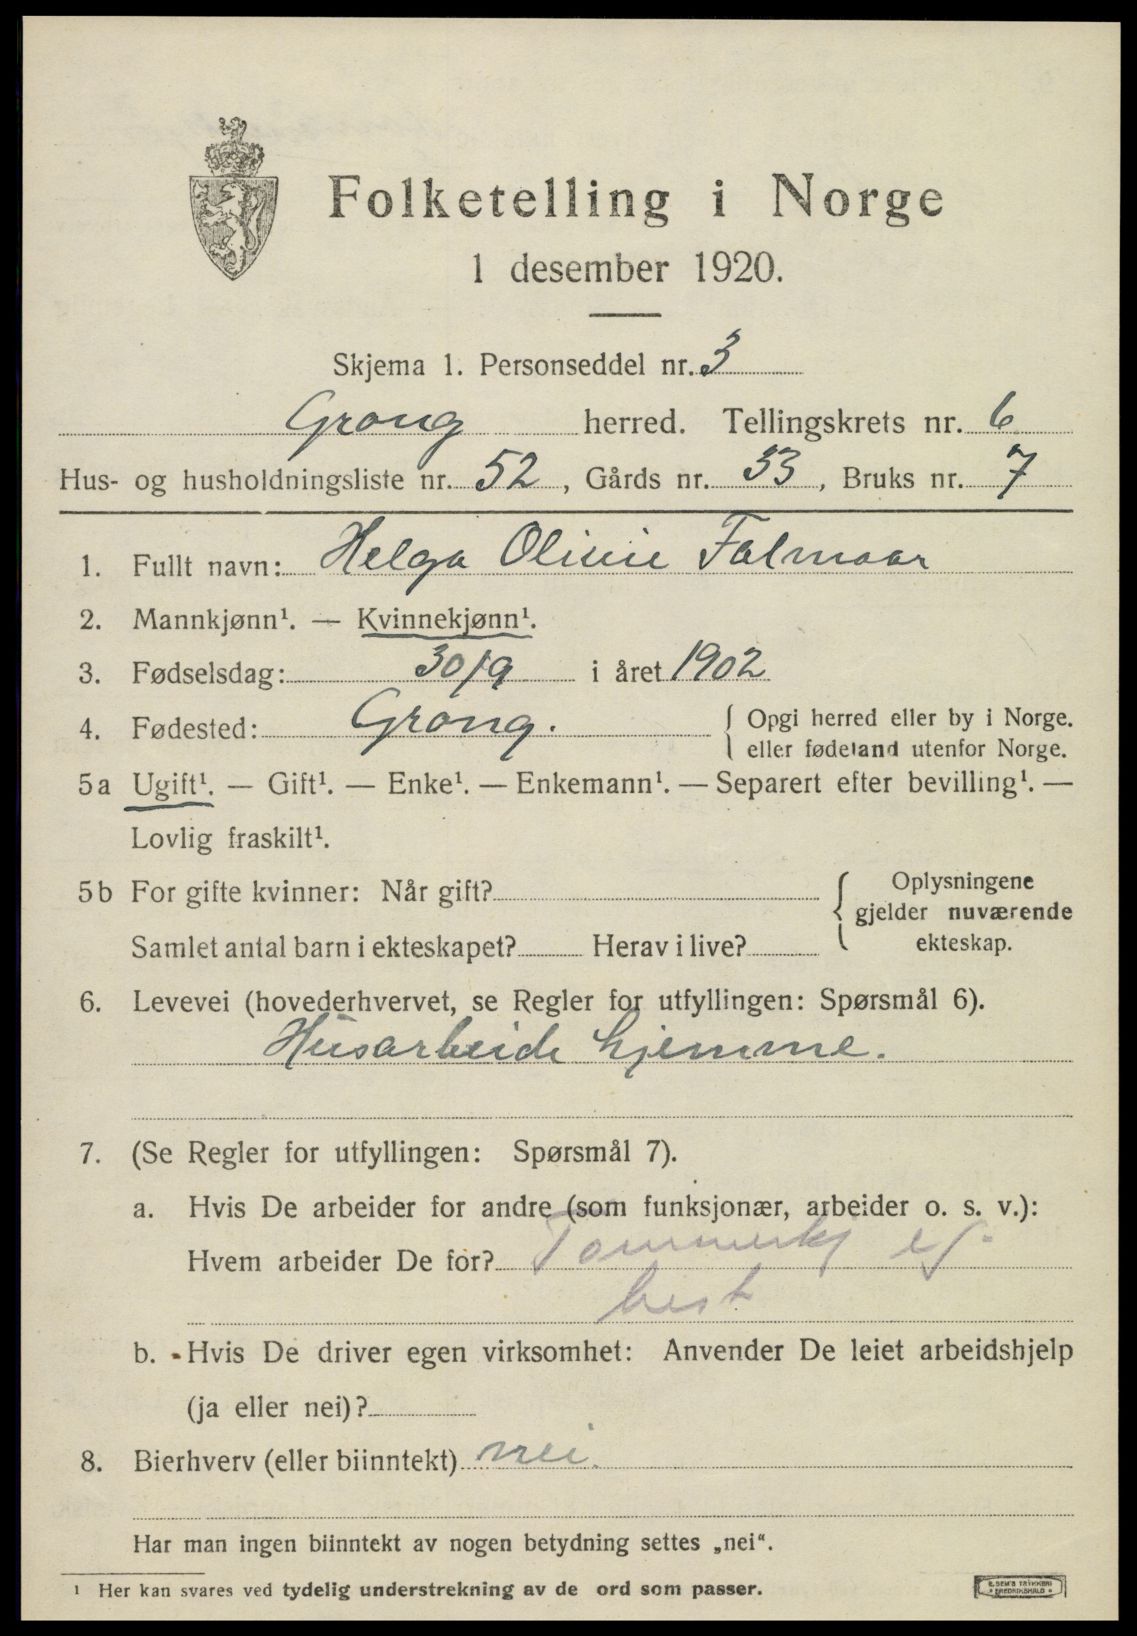 Folketelling i Norge
1 desember 1920.
Skjema 1. Personseddel nr. 3
Grong herred. Tellingskrets nr. 6
Hus- og husholdningsliste nr. 52, Gårds nr. 53, Bruks nr. 7
1. Fullt navn: Helga Olivie Falmoar
2. Mannkjønn¹. — Kvinnekjønn¹.
3. Fødselsdag: 30/9 i året 1902
4. Fødested: Grong. { Opgi herred eller by i Norge.
eller fødeland utenfor Norge.
5a Ugift¹. — Gift¹. — Enke¹. — Enkemann¹. — Separert efter bevilling¹. —
Lovlig fraskilt¹.
5b For gifte kvinner: Når gift? { Oplysningene
gjelder nuværende
Samlet antal barn i ekteskapet? Herav i live? ekteskap.
6. Levevei (hovederhvervet, se Regler for utfyllingen: Spørsmål 6).
Husarbeide hjemme.
7. (Se Regler for utfyllingen: Spørsmål 7).
a. Hvis De arbeider for andre (som funksjonær, arbeider o. s. v.):
Hvem arbeider De for?
best
b. Hvis De driver egen virksomhet: Anvender De leiet arbeidshjelp
(ja eller nei)?
8. Bierhverv (eller biinntekt) nei.
Har man ingen biinntekt av nogen betydning settes „nei“.
¹ Her kan svares ved tydelig understrekning av de ord som passer.
E. SEM'S TRYKKERI
FREDRIKSHALD